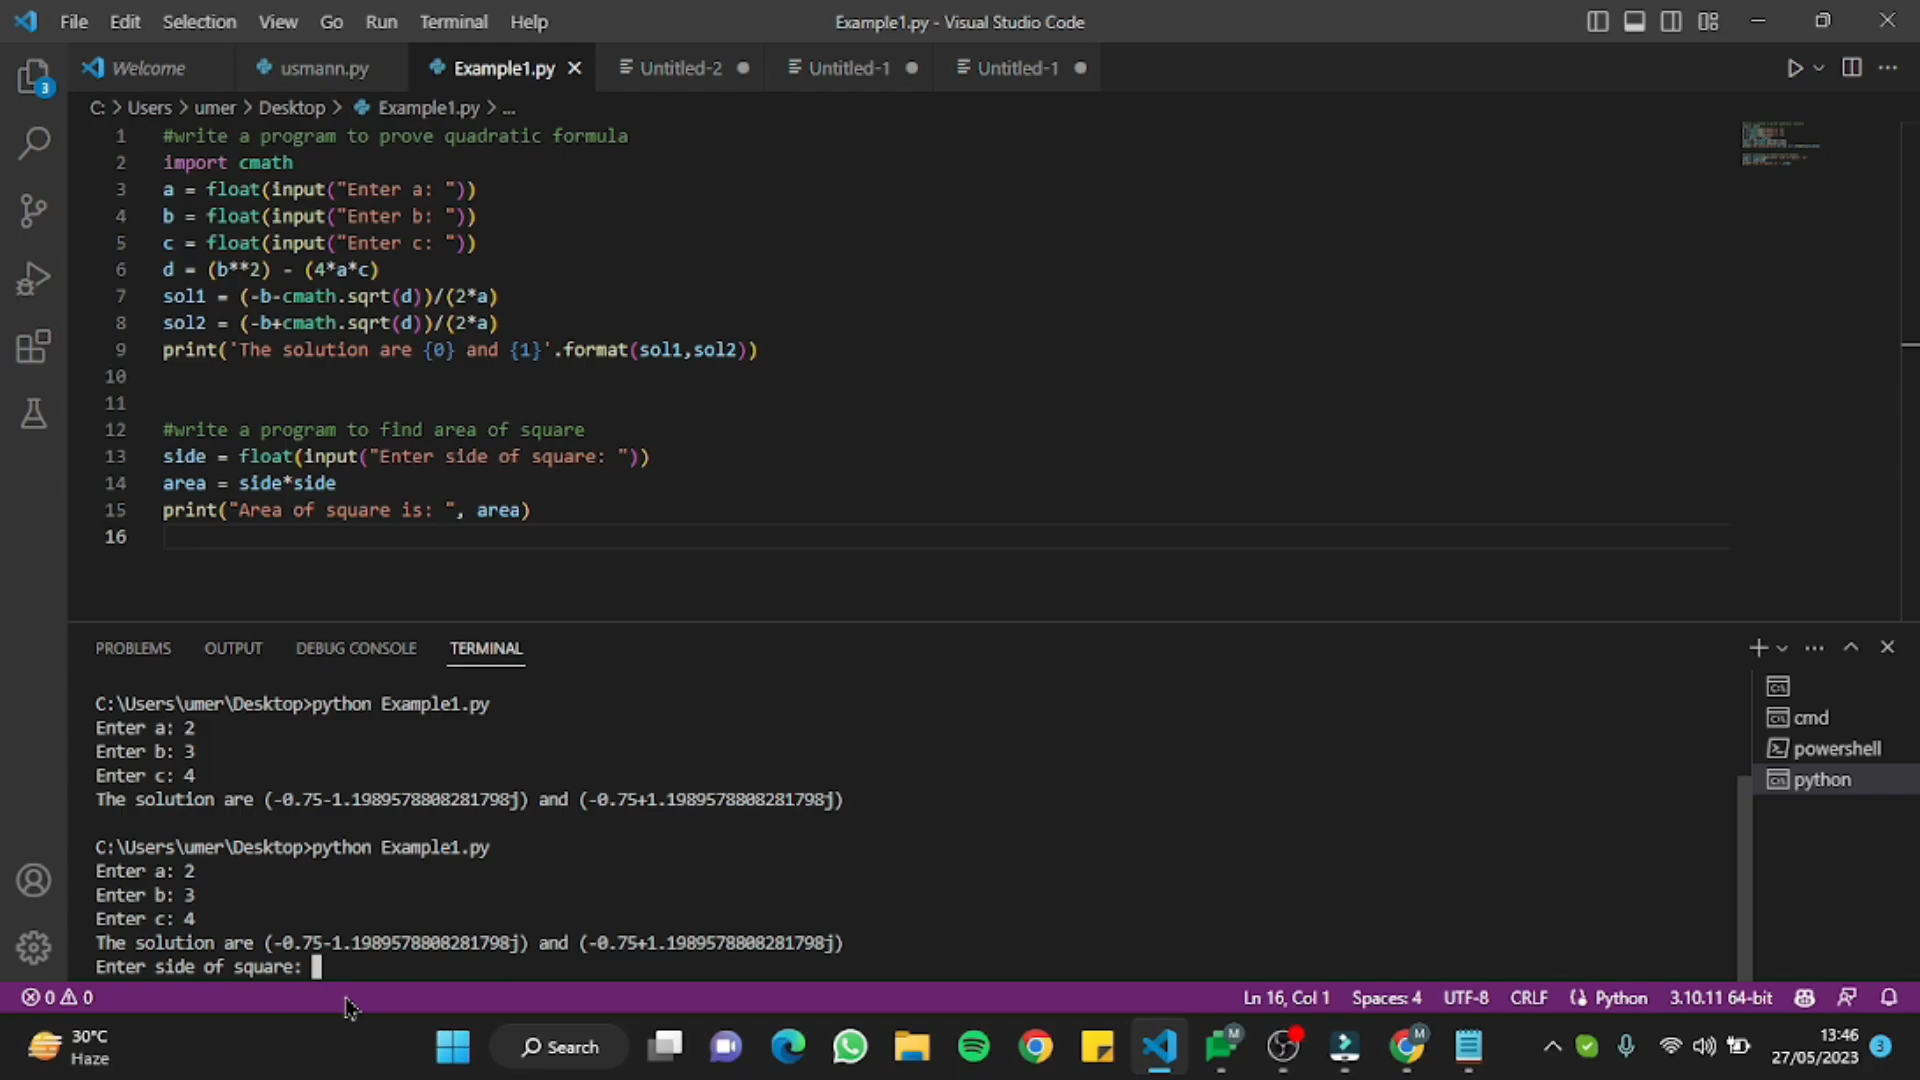 File Edit Selection View Go Run Terminal Help
Example1.py - Visual Studio Code
3
Welcome usmann.py Example1.py Untitled-2 Untitled-1 Untitled-1
C: > Users > umer > Desktop > Example1.py > ...
1 #write a program to prove quadratic formula
2 import cmath
3 a = float(input("Enter a: "))
4 b = float(input("Enter b: "))
5 c = float(input("Enter c: "))
6 d = (b**2) - (4*a*c)
7 sol1 = (-b-cmath.sqrt(d))/(2*a)
8 sol2 = (-b+cmath.sqrt(d))/(2*a)
9 print('The solution are {0} and {1}'.format(sol1,sol2))
10
11
12 #write a program to find area of square
13 side = float(input("Enter side of square: "))
14 area = side*side
15 print("Area of square is: ", area)
16
PROBLEMS OUTPUT DEBUG CONSOLE TERMINAL
C:\Users\umer\Desktop>python Example1.py
Enter a: 2
Enter b: 3
Enter c: 4
The solution are (-0.75-1.1989578808281798j) and (-0.75+1.1989578808281798j)
C:\Users\umer\Desktop>python Example1.py
Enter a: 2
Enter b: 3
Enter c: 4
The solution are (-0.75-1.1989578808281798j) and (-0.75+1.1989578808281798j)
Enter side of square:
cmd
powershell
python
0 0 Ln 16, Col 1 Spaces: 4 UTF-8 CRLF Python 3.10.11 64-bit
30°C
Haze
Search
M
M
13:46
27/05/2023
3